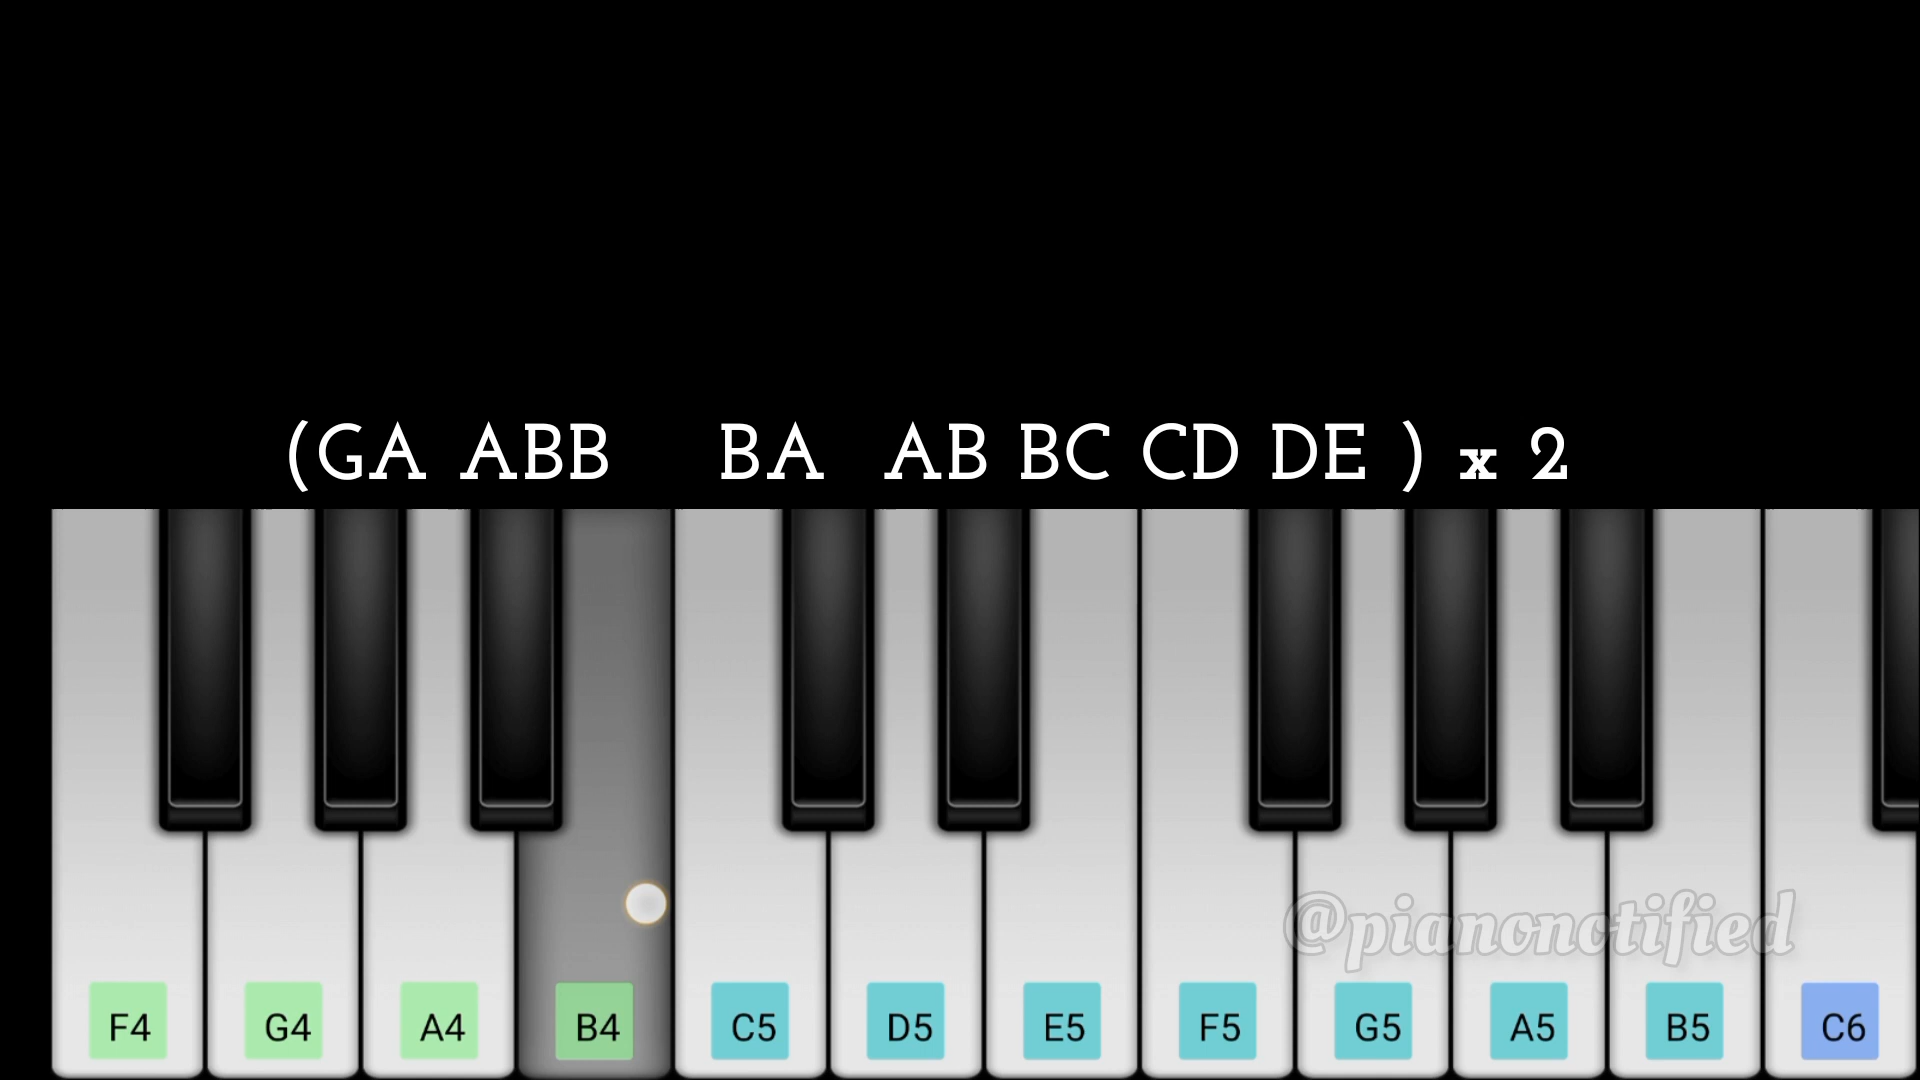 (GA ABB BA AB BC CD DE ) x 2
@pianonotified
F4 G4 A4 B4 C5 D5 E5 F5 G5 A5 B5 C6